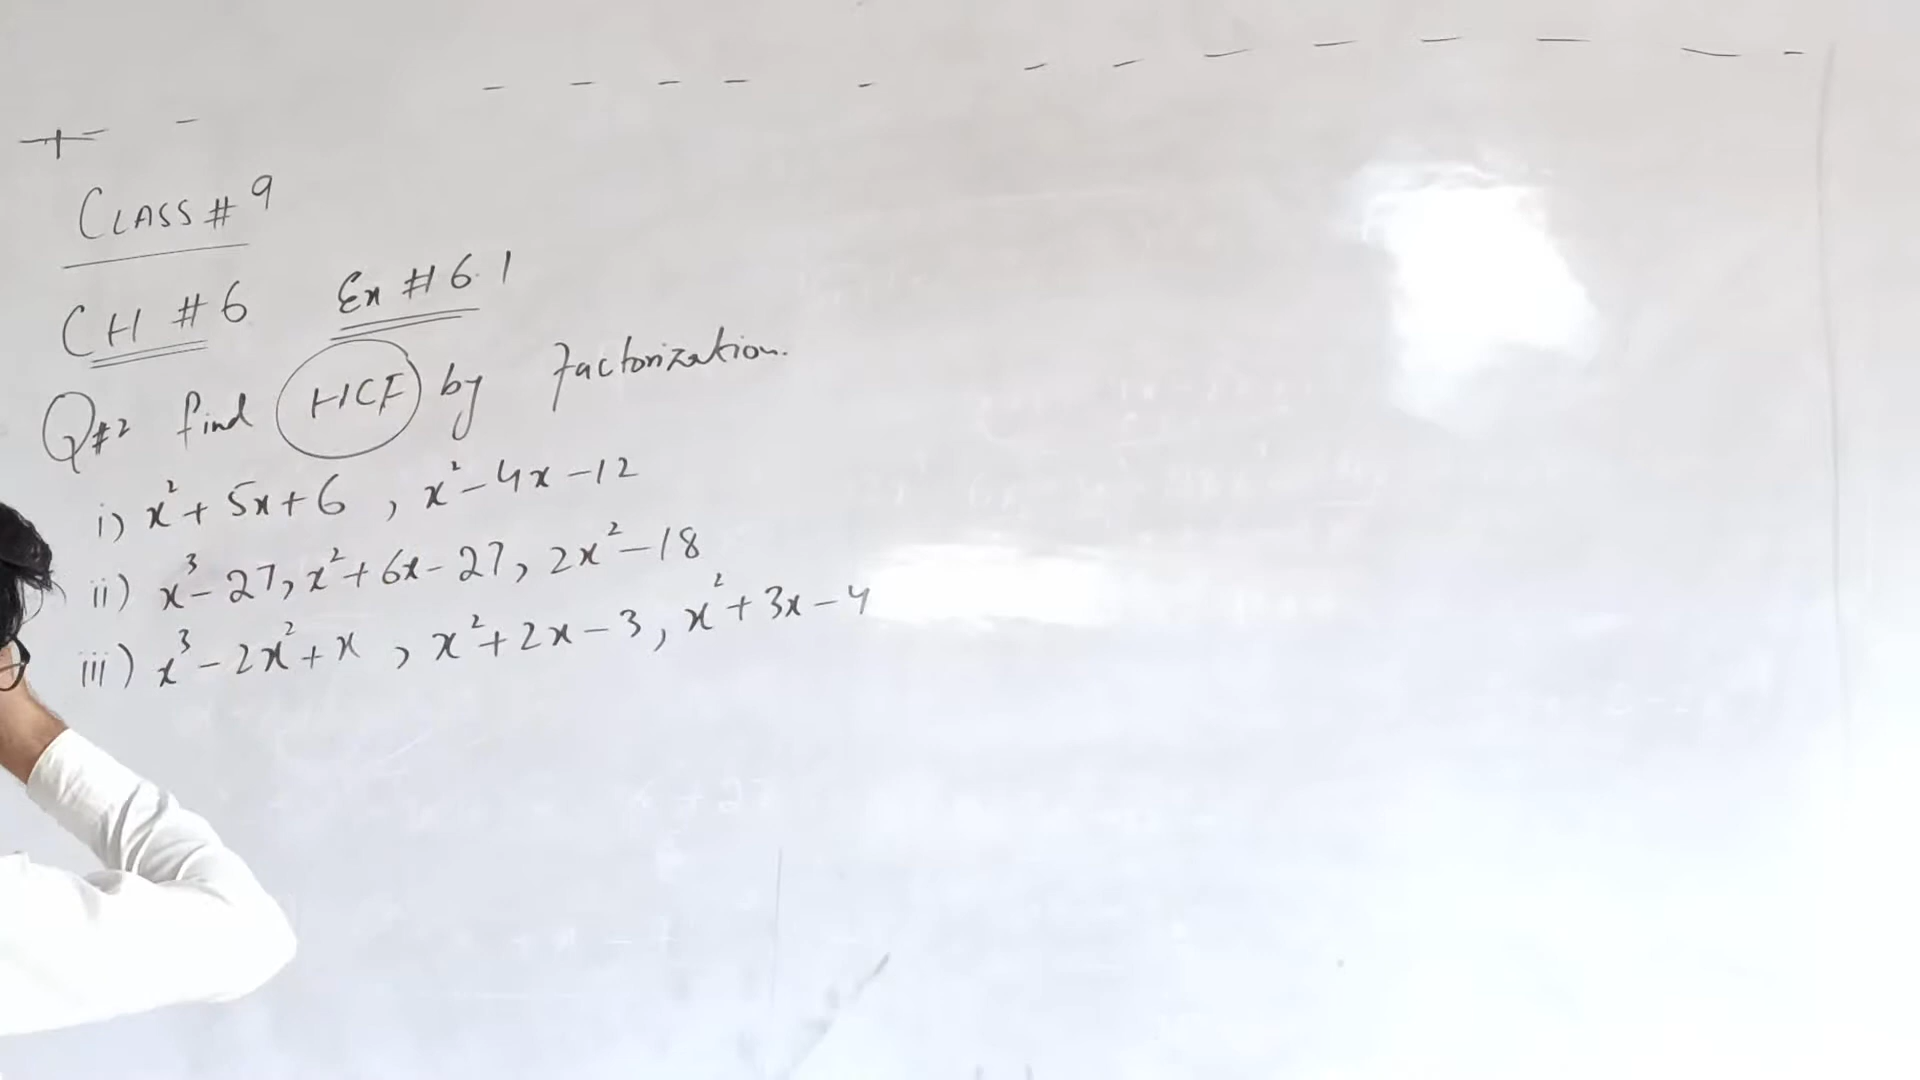 CLASS # 9
CH # 6 Ex # 6.1
Q#2 find HCF by factorization.
i) x² + 5x + 6 , x² - 4x - 12
ii) x³ - 27, x² + 6x - 27, 2x² - 18
iii) x³ - 2x² + x , x² + 2x - 3, x² + 3x - 4